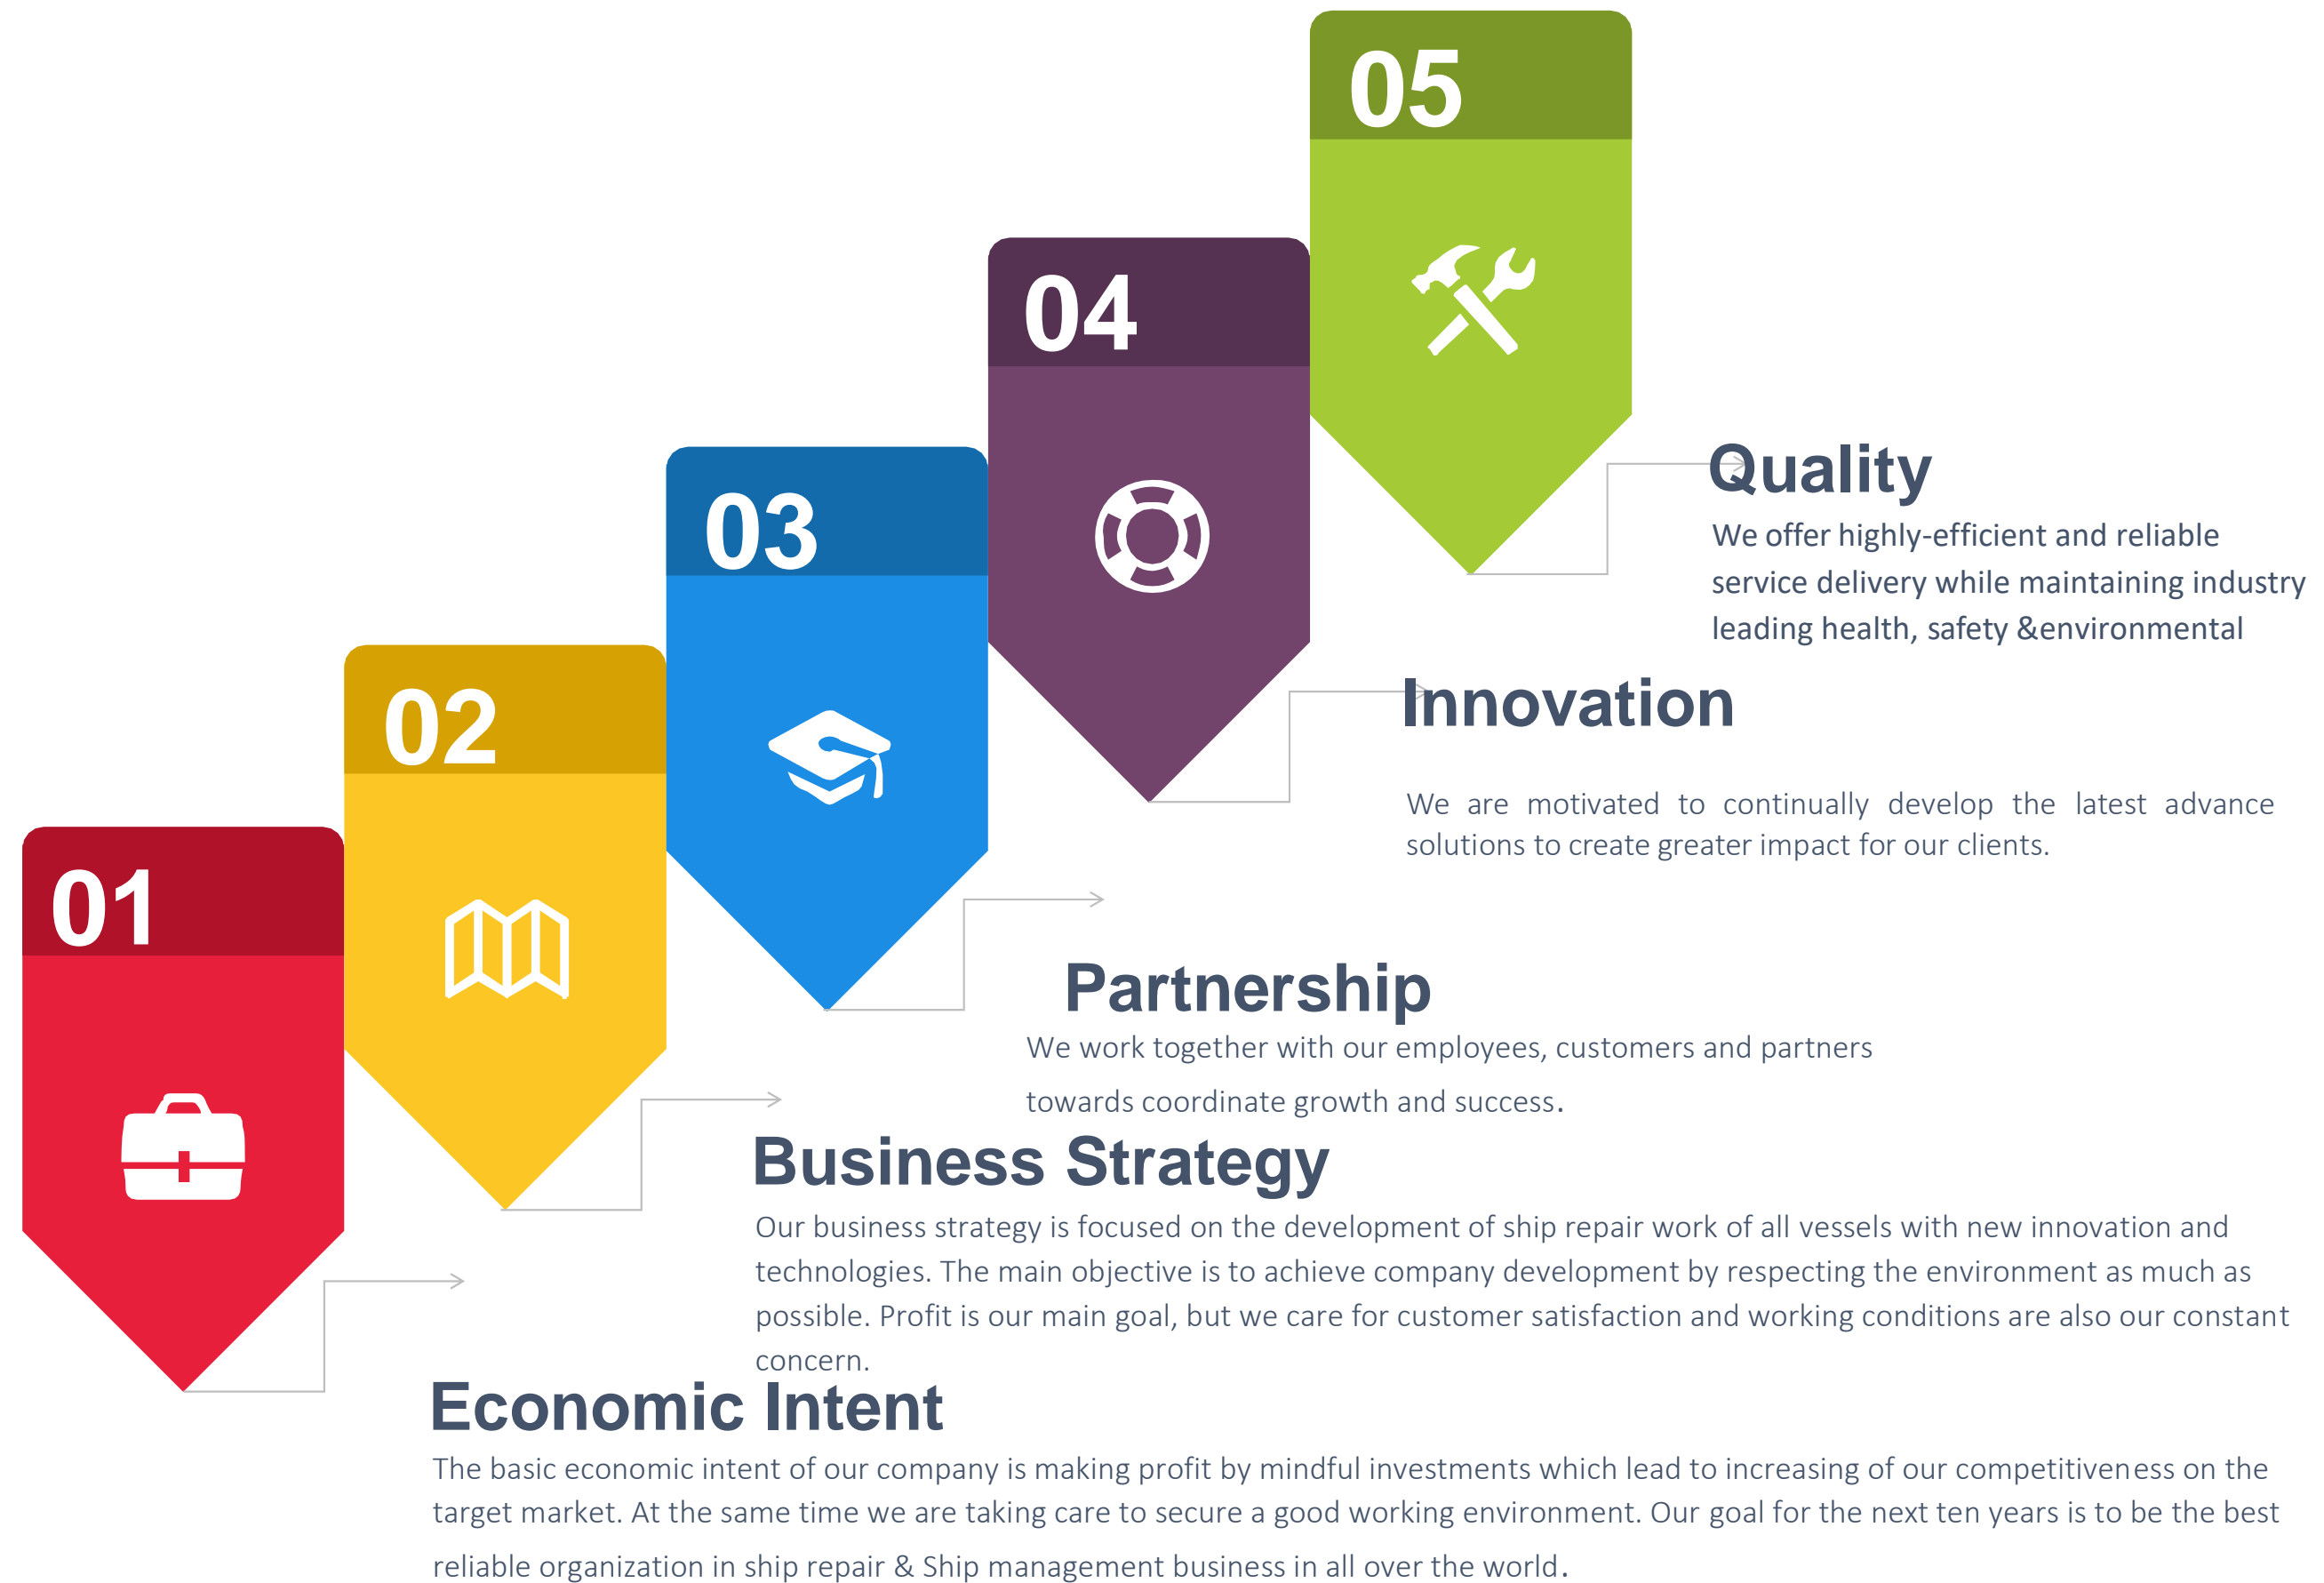 05
04
03
02
01
Quality
We offer highly-efficient and reliable
service delivery while maintaining industry
leading health, safety &environmental
Innovation
We are motivated to continually develop the latest advance
solutions to create greater impact for our clients.
Partnership
We work together with our employees, customers and partners
towards coordinate growth and success.
Business Strategy
Our business strategy is focused on the development of ship repair work of all vessels with new innovation and
technologies. The main objective is to achieve company development by respecting the environment as much as
possible. Profit is our main goal, but we care for customer satisfaction and working conditions are also our constant
concern.
Economic Intent
The basic economic intent of our company is making profit by mindful investments which lead to increasing of our competitiveness on the
target market. At the same time we are taking care to secure a good working environment. Our goal for the next ten years is to be the best
reliable organization in ship repair & Ship management business in all over the world.